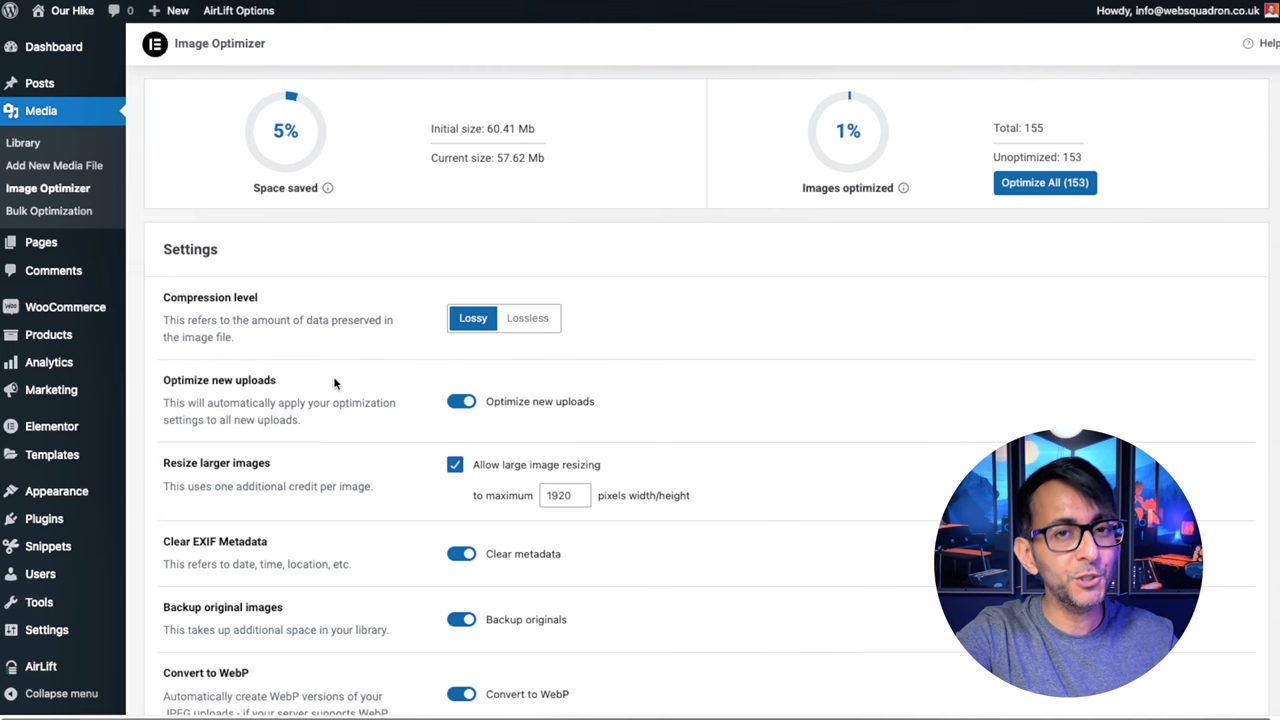 Our Hike
0
New
AirLift Options
Howdy, info@websquadron.co.uk
Dashboard
Posts
Media
Library
Add New Media File
Image Optimizer
Bulk Optimization
Pages
Comments
WooCommerce
Products
Analytics
Marketing
Elementor
Templates
Appearance
Plugins
Snippets
Users
Tools
Settings
AirLift
Collapse menu
Image Optimizer
Help
5%
Initial size: 60.41 Mb
Current size: 57.62 Mb
Space saved
1%
Total: 155
Unoptimized: 153
Images optimized
Optimize All (153)
Settings
Compression level
This refers to the amount of data preserved in
the image file.
Lossy
Lossless
Optimize new uploads
This will automatically apply your optimization
settings to all new uploads.
Optimize new uploads
Resize larger images
This uses one additional credit per image.
Allow large image resizing
to maximum 1920 pixels width/height
Clear EXIF Metadata
This refers to date, time, location, etc.
Clear metadata
Backup original images
This takes up additional space in your library.
Backup originals
Convert to WebP
Automatically create WebP versions of your
JPEG uploads - if your server supports WebP
Convert to WebP